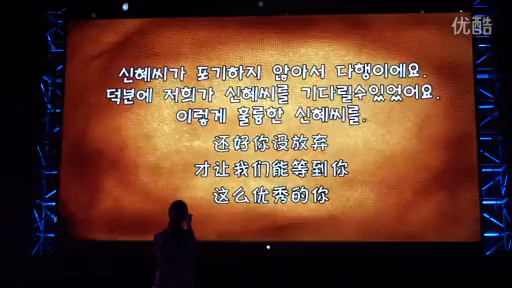 优酷
신혜씨가 포기하지 않아서 다행이에요.
덕분에 저희가 신혜씨를 기다릴수있었어요.
이렇게 훌륭한 신혜씨를.
还好你没放弃
才让我们能等到你
这么优秀的你